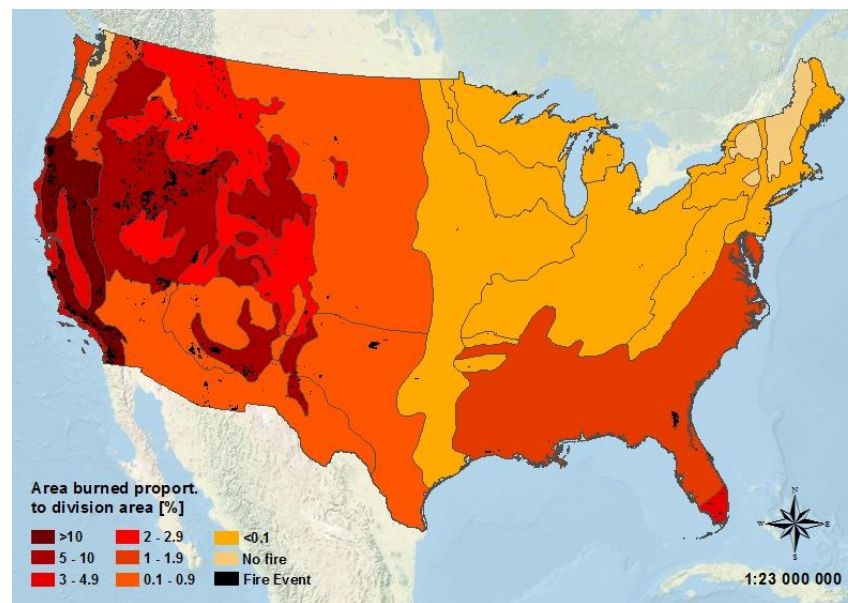 Area burned proport.
to division area [%]
>10
5 - 10
3 - 4.9
2 - 2.9
1 - 1.9
0.1 - 0.9
<0.1
No fire
Fire Event
N
W E
S
1:23 000 000